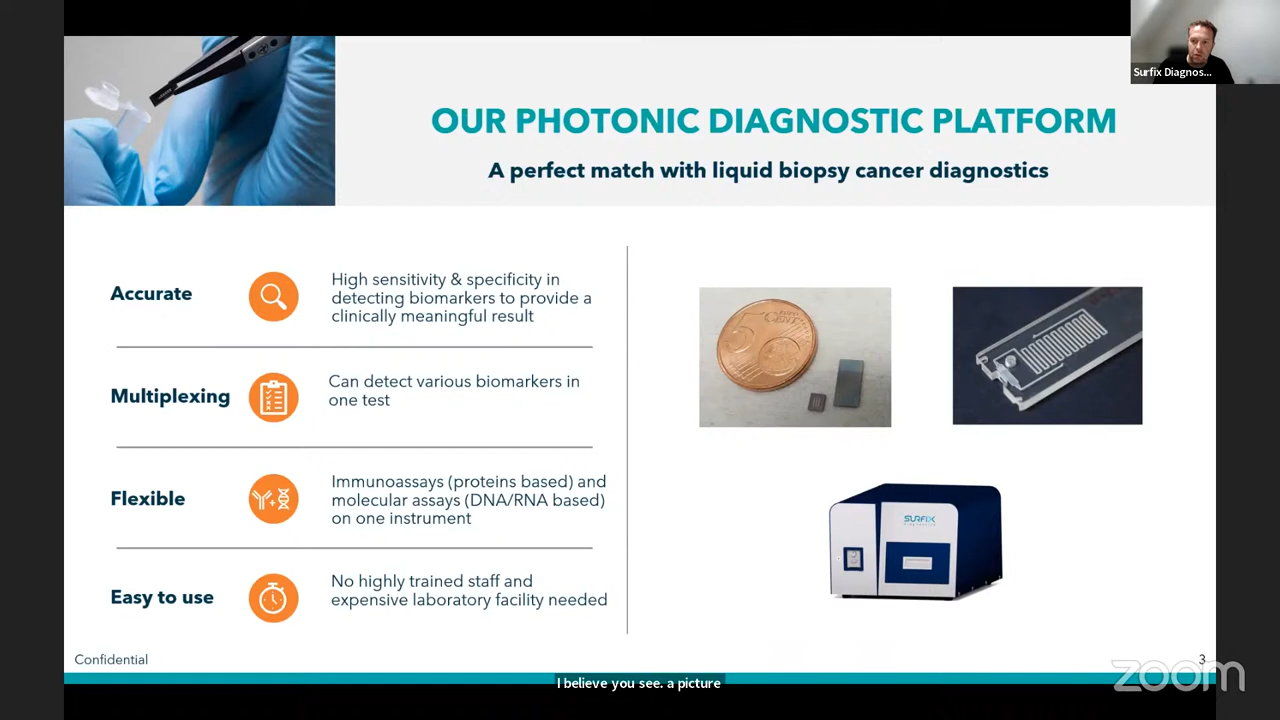 Surfix Diagnos...
OUR PHOTONIC DIAGNOSTIC PLATFORM
A perfect match with liquid biopsy cancer diagnostics
Accurate
High sensitivity & specificity in
detecting biomarkers to provide a
clinically meaningful result
Multiplexing
Can detect various biomarkers in
one test
Flexible
Immunoassays (proteins based) and
molecular assays (DNA/RNA based)
on one instrument
Easy to use
No highly trained staff and
expensive laboratory facility needed
5
CENT
SURFIX
Diagnostics
Confidential
3
zoom
I believe you see. a picture